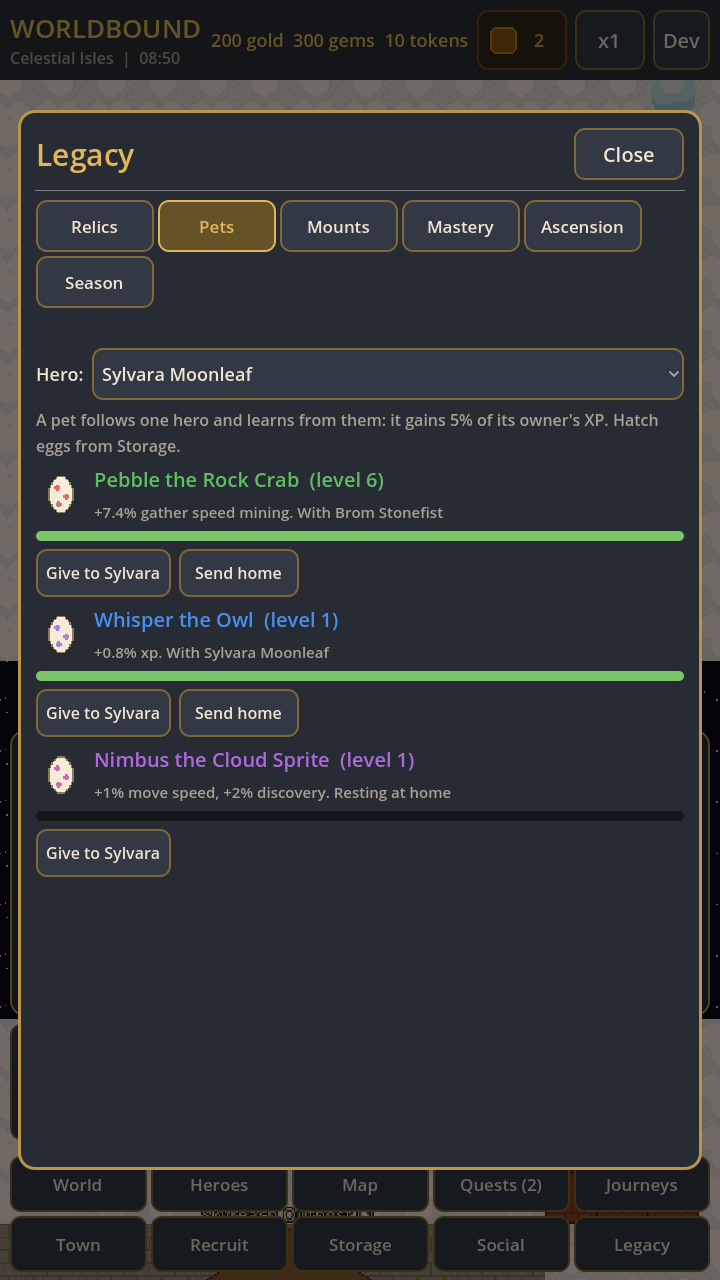 WORLDBOUND
Celestial Isles | 08:50
200 gold 300 gems 10 tokens
2
x1
Dev
Legacy
Close
Relics
Pets
Mounts
Mastery
Ascension
Season
Hero: Sylvara Moonleaf
A pet follows one hero and learns from them: it gains 5% of its owner's XP. Hatch
eggs from Storage.
Pebble the Rock Crab (level 6)
+7.4% gather speed mining. With Brom Stonefist
Give to Sylvara
Send home
Whisper the Owl (level 1)
+0.8% xp. With Sylvara Moonleaf
Give to Sylvara
Send home
Nimbus the Cloud Sprite (level 1)
+1% move speed, +2% discovery. Resting at home
Give to Sylvara
World
Heroes
Map
Quests (2)
Journeys
Town
Recruit
Storage
Social
Legacy